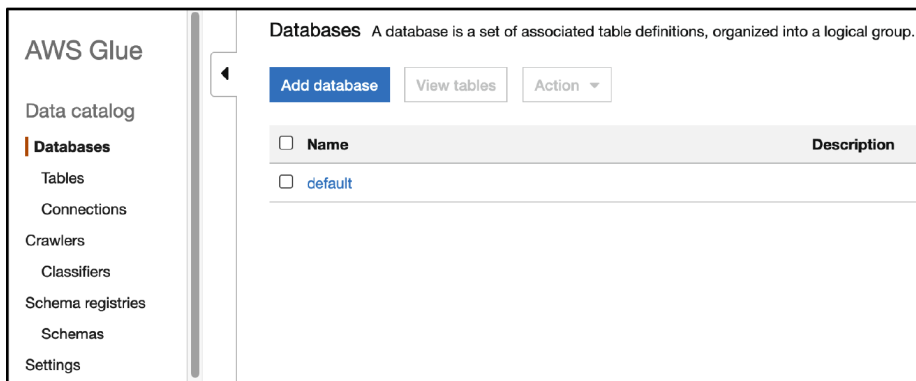 AWS Glue
Data catalog
Databases
Tables
Connections
Crawlers
Classifiers
Schema registries
Schemas
Settings
Databases A database is a set of associated table definitions, organized into a logical group.
Add database View tables Action
Name Description
default